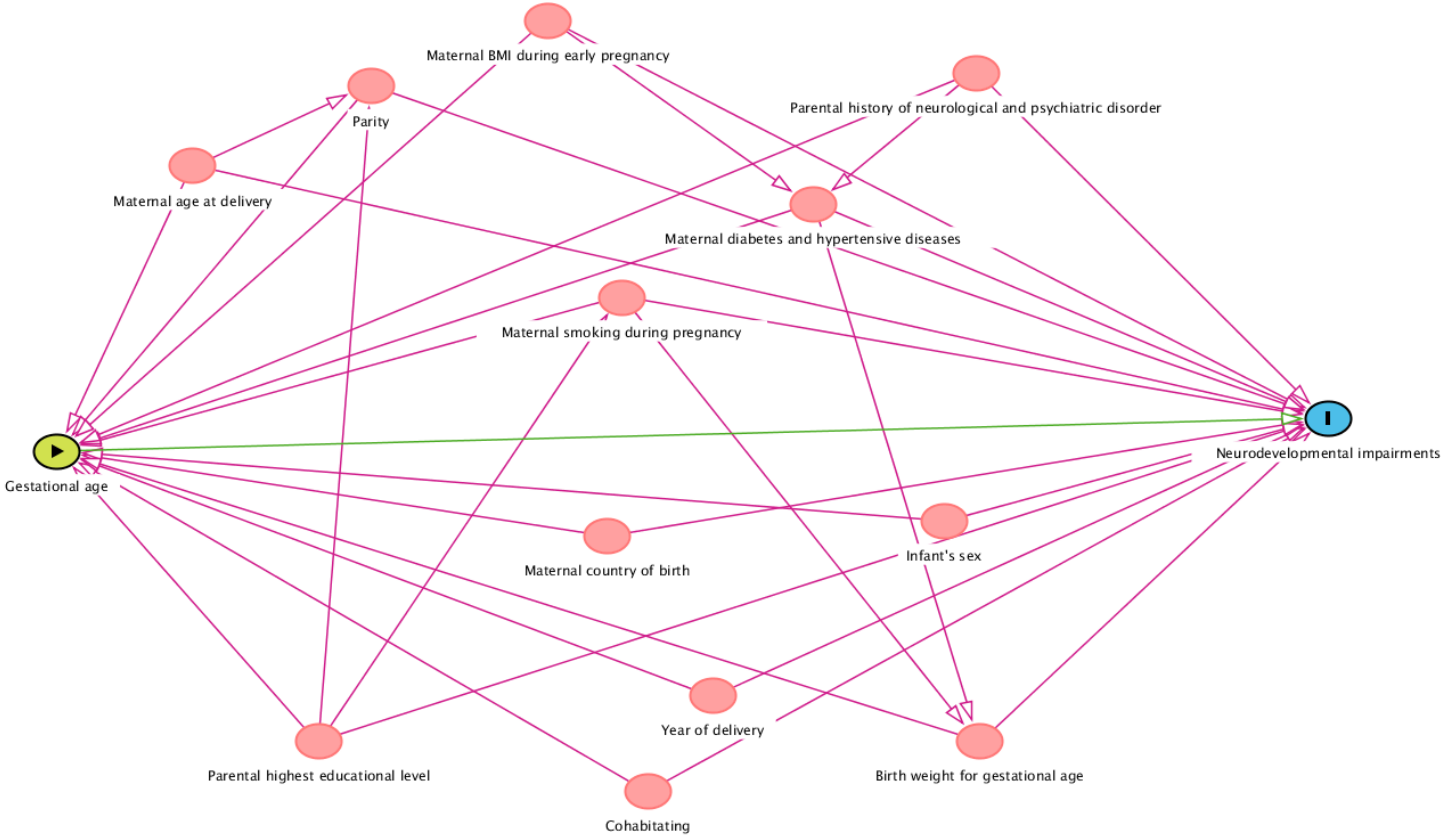 Maternal BMI during early pregnancy
Parental history of neurological and psychiatric disorder
Parity
Maternal age at delivery
Maternal diabetes and hypertensive diseases
Maternal smoking during pregnancy
Neurodevelopmental impairments
Gestational age
Infant's sex
Maternal country of birth
Year of delivery
Parental highest educational level
Birth weight for gestational age
Cohabitating